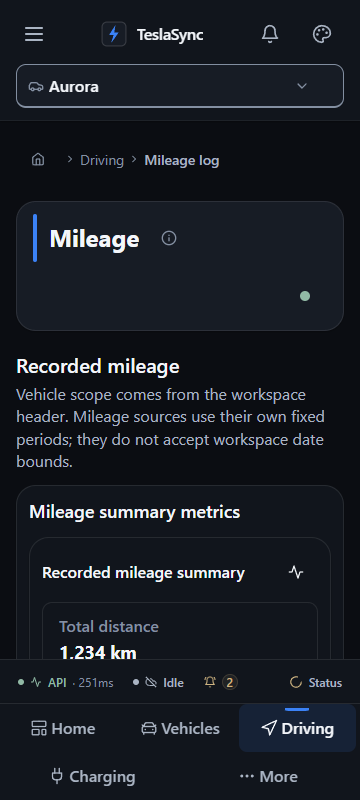 TeslaSync
Aurora
Driving
Mileage log
Mileage
Recorded mileage
Vehicle scope comes from the workspace
header. Mileage sources use their own fixed
periods; they do not accept workspace date
bounds.
Mileage summary metrics
Recorded mileage summary
Total distance
1,234 km
API · 251ms
Idle
2
Status
Home
Vehicles
Driving
Charging
More